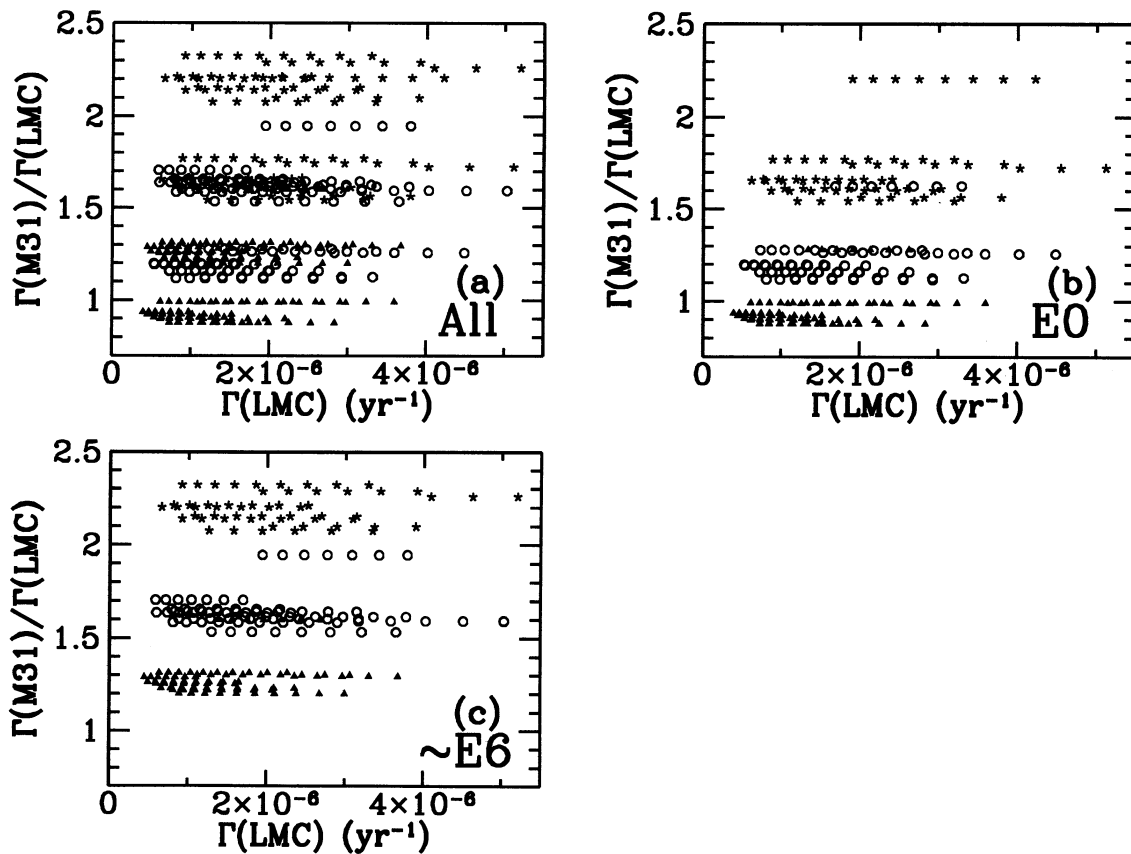 2.5
2
1.5
1
Γ(M31)/Γ(LMC)
0
2×10⁻⁶
4×10⁻⁶
Γ(LMC) (yr⁻¹)
(a)
All
2.5
2
1.5
1
Γ(M31)/Γ(LMC)
0
2×10⁻⁶
4×10⁻⁶
Γ(LMC) (yr⁻¹)
(b)
E0
2.5
2
1.5
1
Γ(M31)/Γ(LMC)
0
2×10⁻⁶
4×10⁻⁶
Γ(LMC) (yr⁻¹)
(c)
~E6